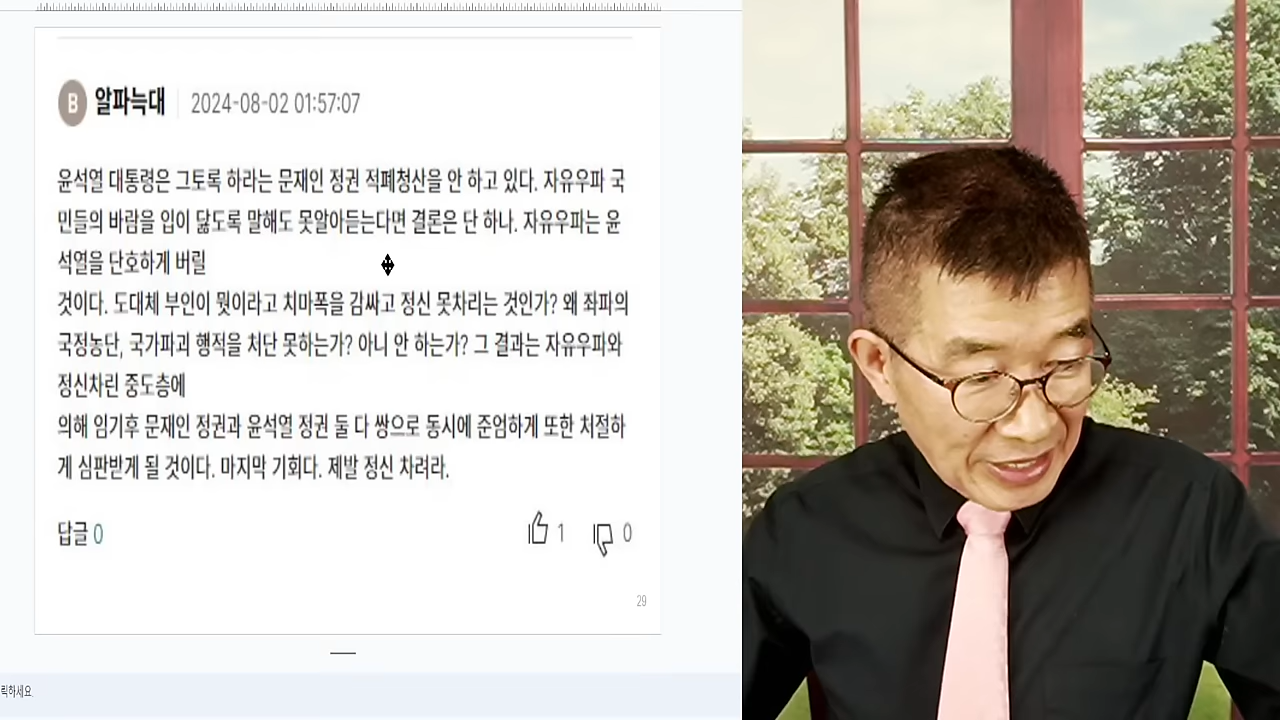 B 알파늑대 2024-08-02 01:57:07
윤석열 대통령은 그토록 하라는 문재인 정권 적폐청산을 안 하고 있다. 자유우파 국
민들의 바람을 입이 닳도록 말해도 못알아듣는다면 결론은 단 하나. 자유우파는 윤
석열을 단호하게 버릴
것이다. 도대체 부인이 뭣이라고 치마폭을 감싸고 정신 못차리는 것인가? 왜 좌파의
국정농단, 국가파괴 행적을 처단 못하는가? 아니 안 하는가? 그 결과는 자유우파와
정신차린 중도층에
의해 임기후 문재인 정권과 윤석열 정권 둘 다 쌍으로 동시에 준엄하게 또한 처절하
게 심판받게 될 것이다. 마지막 기회다. 제발 정신 차려라.
답글 0 1 0
29
릭하세요.